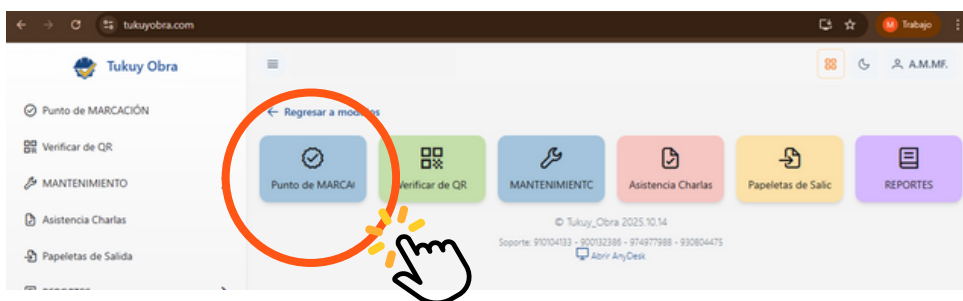 tukuyobra.com
Trabajo
Tukuy Obra
A.M.MF.
Punto de MARCACIÓN
Verificar de QR
MANTENIMIENTO
Asistencia Charlas
Papeletas de Salida
REPORTES
← Regresar a modulos
Punto de MARCA
Verificar de QR
MANTENIMIENTC
Asistencia Charlas
Papeletas de Salic
REPORTES
© Tukuy_Obra 2025.10.14
Soporte: 910104133 - 900132386 - 974977988 - 930804475
Abrir AnyDesk